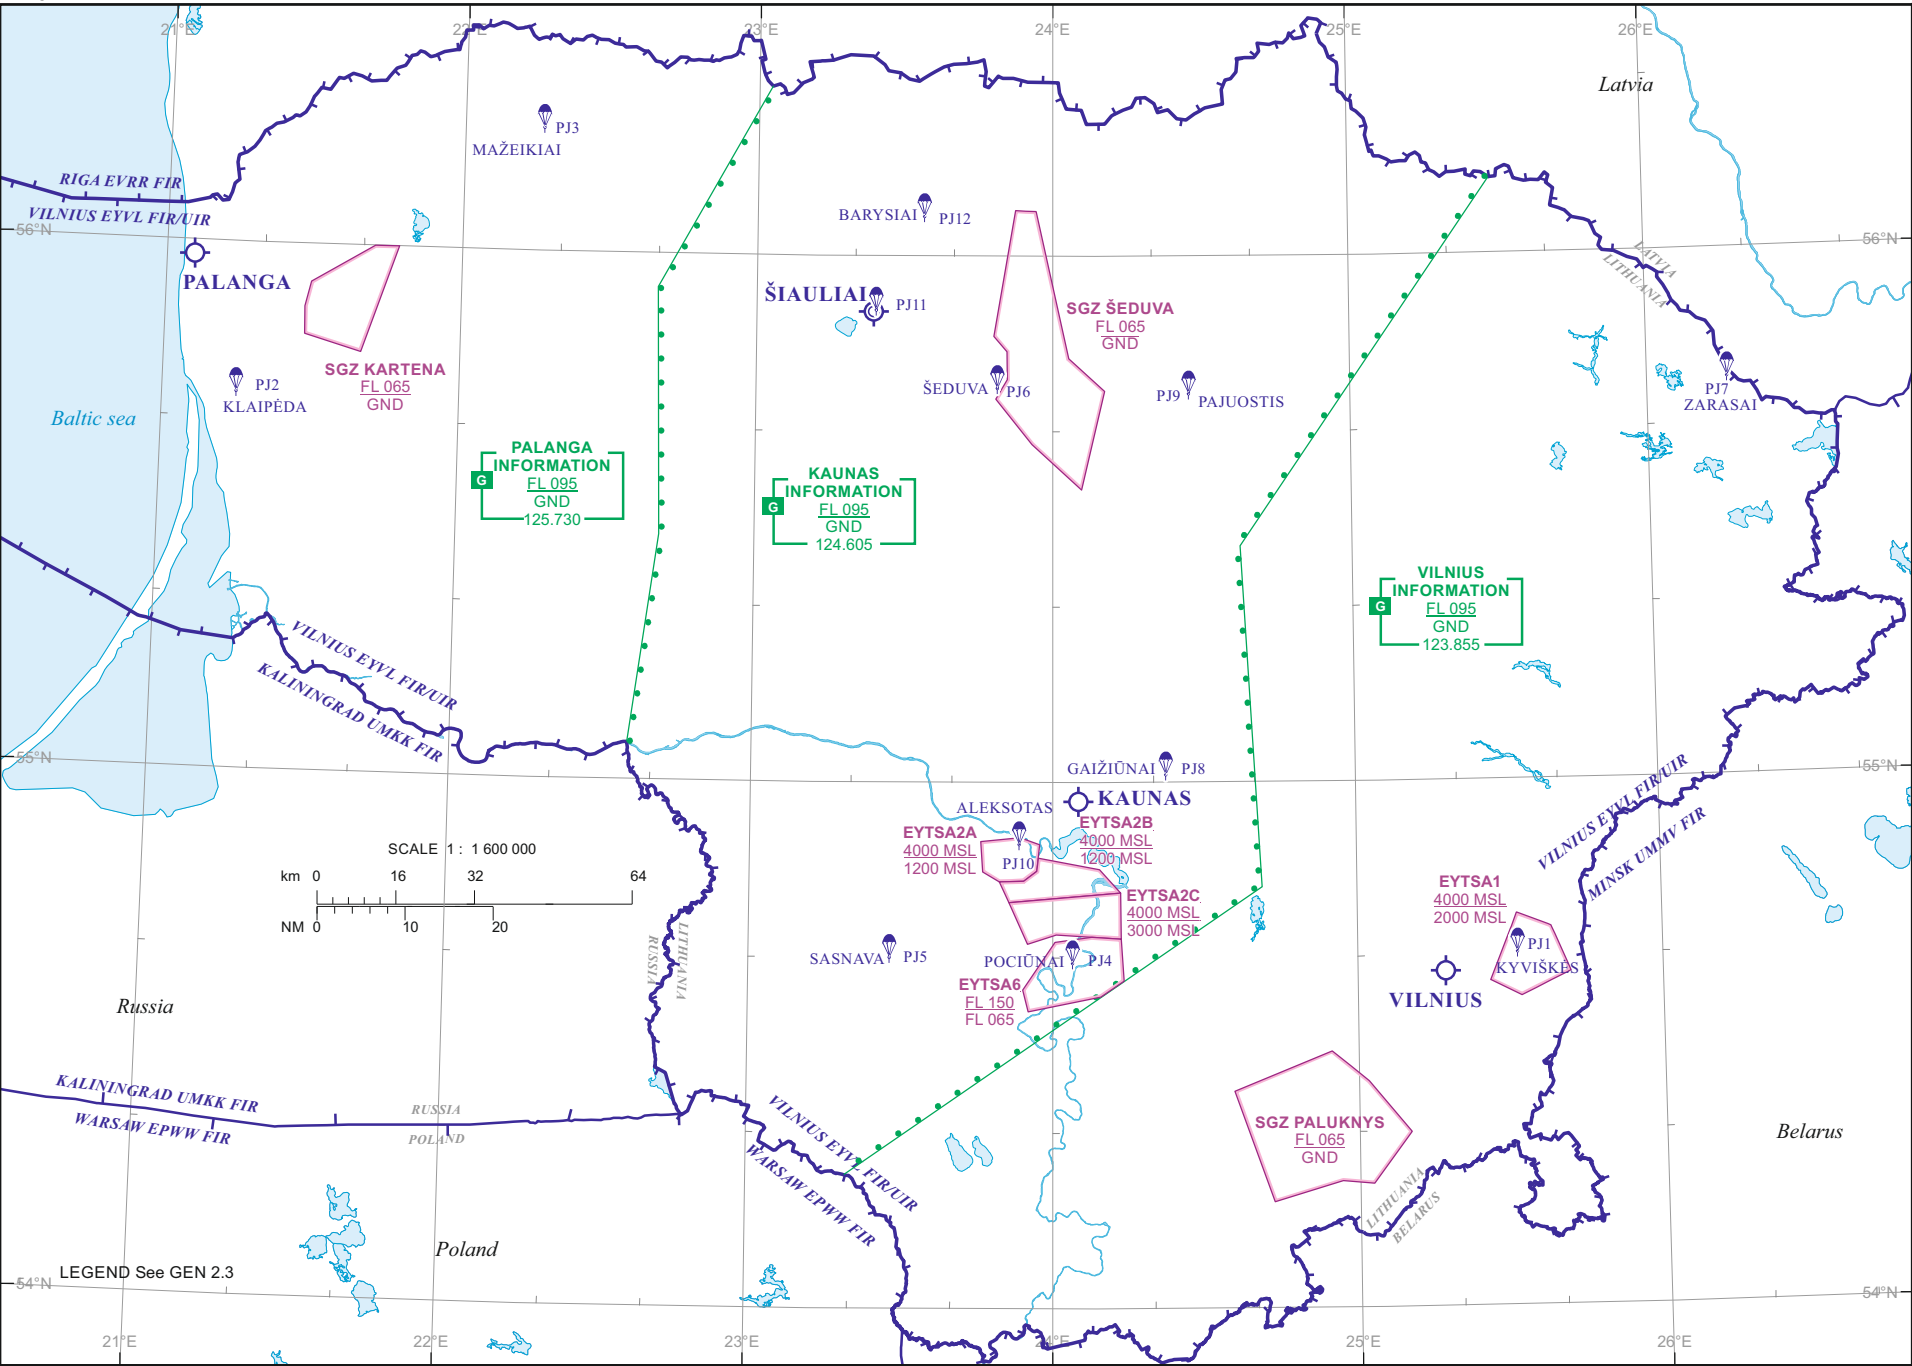 21°E
22°E
23°E
24°E
25°E
26°E
Latvia
PJ3
MAŽEIKIAI
RIGA EVRR FIR
VILNIUS EYVL FIR/UIR
BARYSIAI
PJ12
56°N
56°N
LATVIA
LITHUANIA
PALANGA
ŠIAULIAI
PJ11
SGZ ŠEDUVA
FL 065
GND
SGZ KARTENA
FL 065
GND
PJ2
KLAIPĖDA
ŠEDUVA
PJ6
PJ9
PAJUOSTIS
PJ7
ZARASAI
Baltic sea
PALANGA
INFORMATION
FL 095
GND
125.730
G
KAUNAS
INFORMATION
FL 095
GND
124.605
G
VILNIUS
INFORMATION
FL 095
GND
123.855
G
VILNIUS EYVL FIR/UIR
KALININGRAD UMKK FIR
55°N
55°N
GAIŽIŪNAI
PJ8
KAUNAS
ALEKSOTAS
PJ10
EYTSA2A
4000 MSL
1200 MSL
EYTSA2B
4000 MSL
1200 MSL
VILNIUS EYVL FIR/UIR
MINSK UMMV FIR
SCALE 1 : 1 600 000
km 0 16 32 64
NM 0 10 20
EYTSA2C
4000 MSL
3000 MSL
EYTSA1
4000 MSL
2000 MSL
PJ1
KYVIŠKĖS
RUSSIA
LITHUANIA
SASNAVA
PJ5
POCIŪNAI
PJ4
EYTSA6
FL 150
FL 065
VILNIUS
Russia
KALININGRAD UMKK FIR
WARSAW EPWW FIR
RUSSIA
POLAND
VILNIUS EYVL FIR/UIR
WARSAW EPWW FIR
SGZ PALUKNYS
FL 065
GND
Belarus
LITHUANIA
BELARUS
Poland
LEGEND See GEN 2.3
54°N
54°N
21°E
22°E
23°E
24°E
25°E
26°E